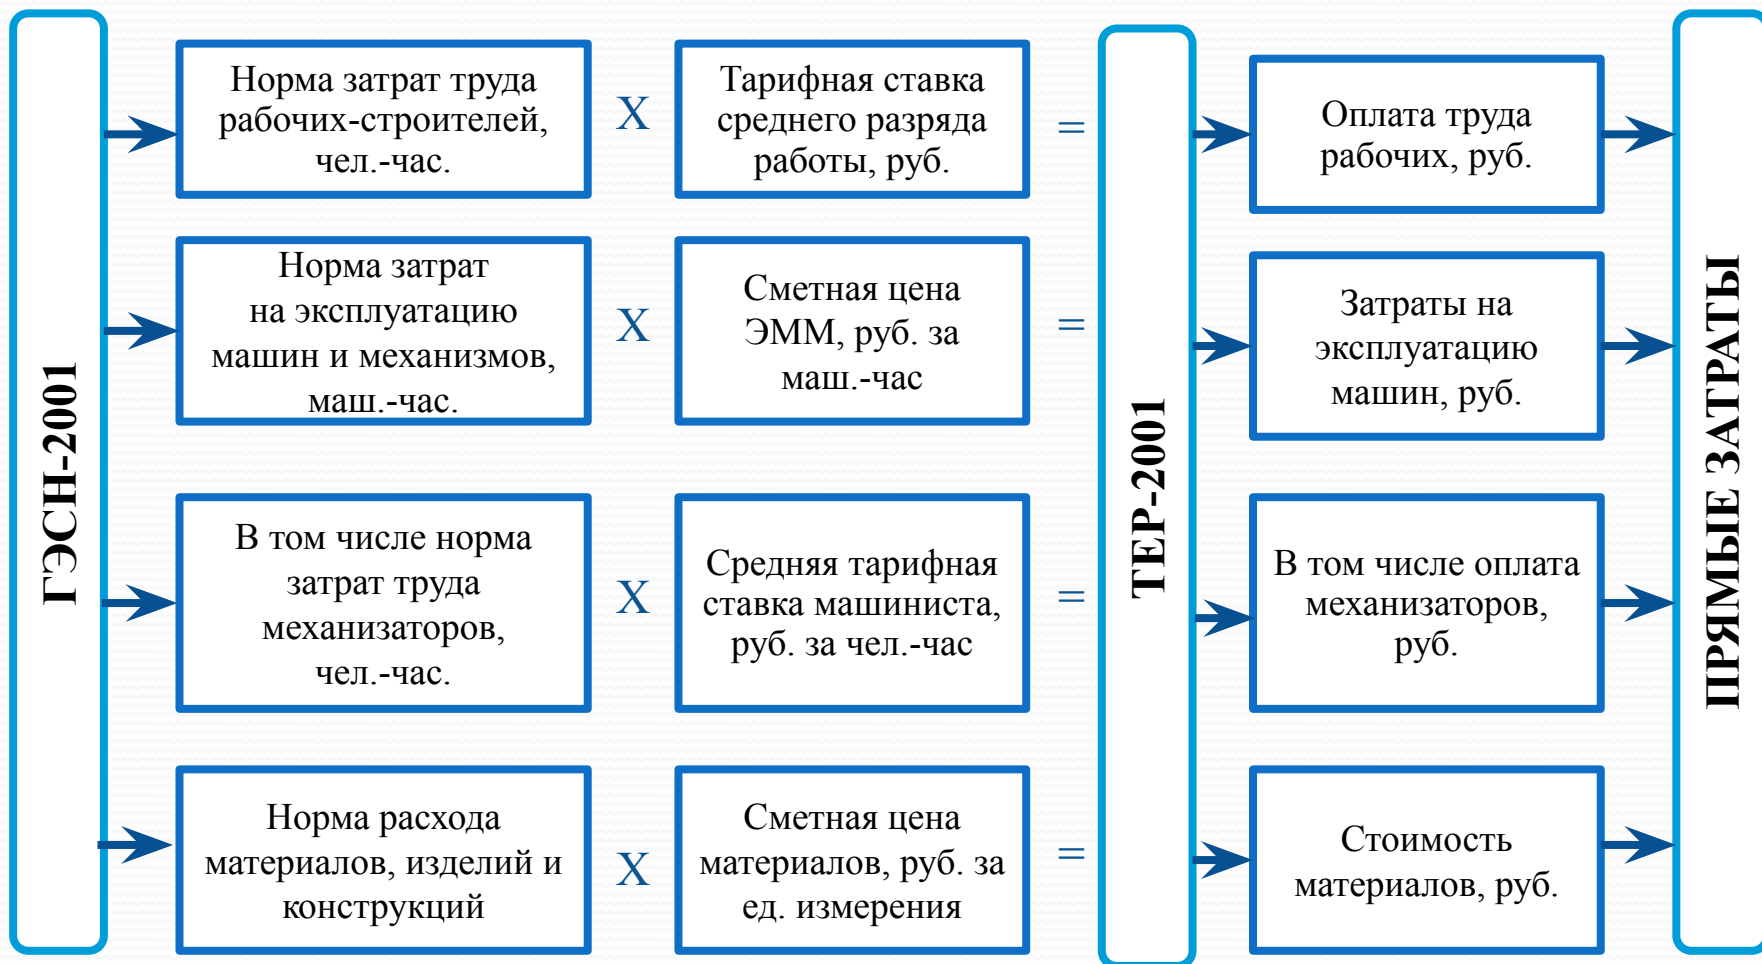 ГЭСН-2001
Норма затрат труда
рабочих-строителей,
чел.-час.
X
Тарифная ставка
среднего разряда
работы, руб.
=
Оплата труда
рабочих, руб.
Норма затрат
на эксплуатацию
машин и механизмов,
маш.-час.
X
Сметная цена
ЭММ, руб. за
маш.-час
=
Затраты на
эксплуатацию
машин, руб.
В том числе норма
затрат труда
механизаторов,
чел.-час.
X
Средняя тарифная
ставка машиниста,
руб. за чел.-час
=
В том числе оплата
механизаторов,
руб.
Норма расхода
материалов, изделий и
конструкций
X
Сметная цена
материалов, руб. за
ед. измерения
=
Стоимость
материалов, руб.
ТЕР-2001
ПРЯМЫЕ ЗАТРАТЫ